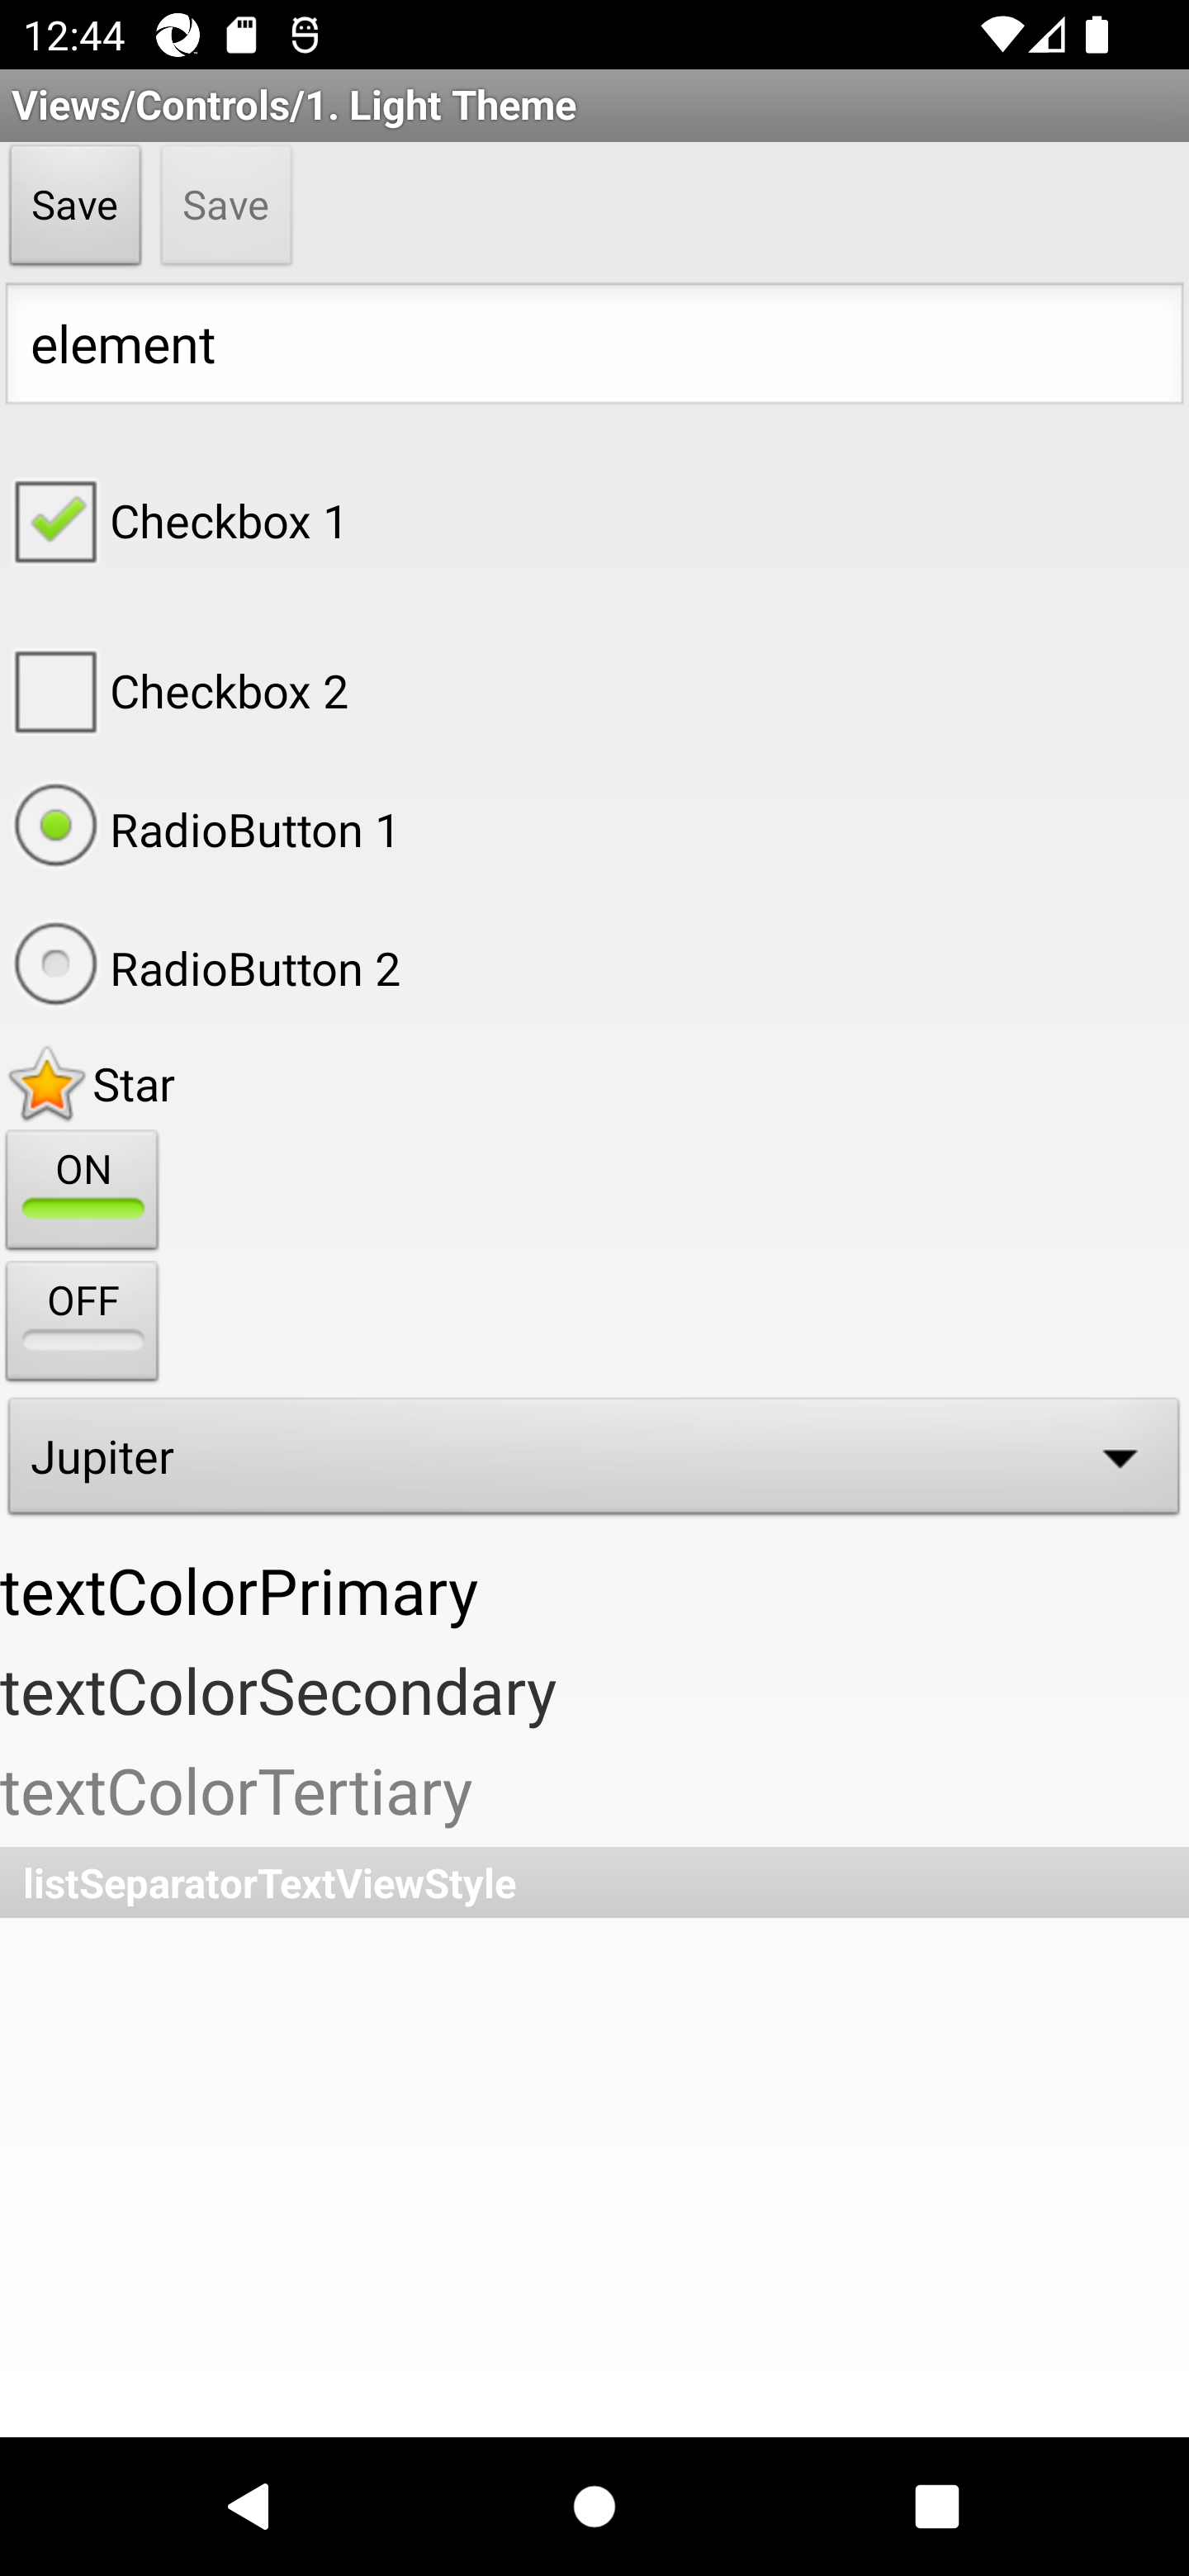 12:44
Views/Controls/1. Light Theme
Save Save
element
Checkbox 1
Checkbox 2
RadioButton 1
RadioButton 2
Star
ON
OFF
Jupiter
textColorPrimary
textColorSecondary
textColorTertiary
listSeparatorTextViewStyle